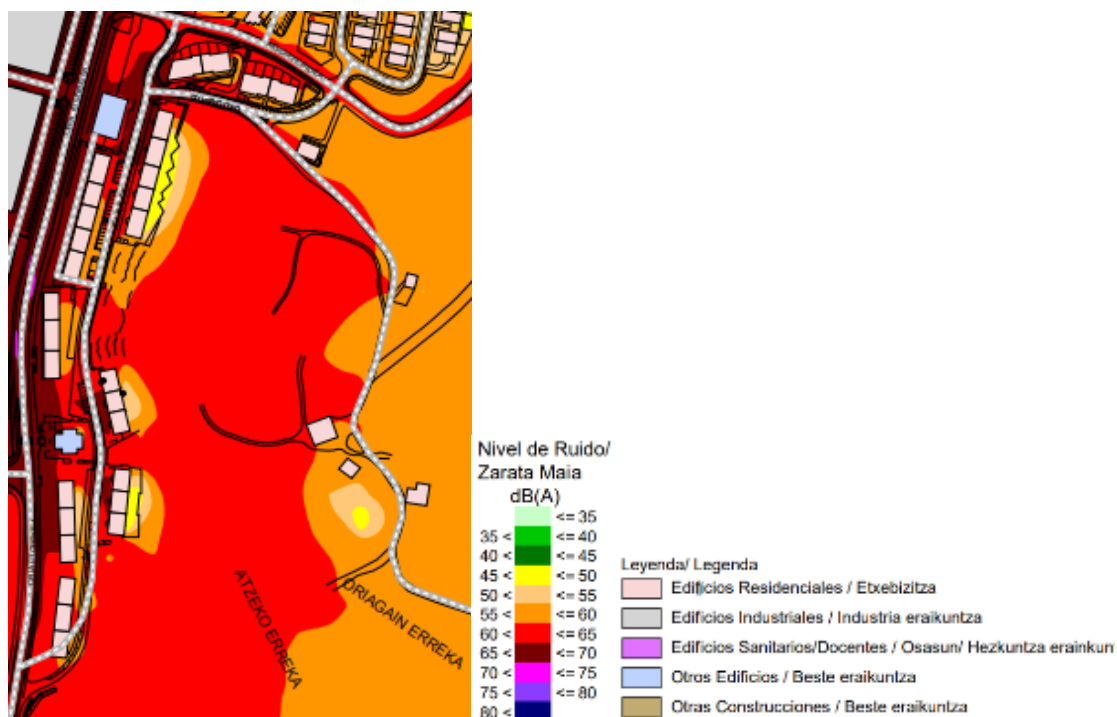 ATZEKO ERREKA
ORIAGAIN ERREKA
Nivel de Ruido/
Zarata Maia
dB(A)
<= 35
35 < <= 40
40 < <= 45
45 < <= 50
50 < <= 55
55 < <= 60
60 < <= 65
65 < <= 70
70 < <= 75
75 < <= 80
80 <
Leyenda/ Legenda
Edificios Residenciales / Etxebizitza
Edificios Industriales / Industria eraikuntza
Edificios Sanitarios/Docentes / Osasun/ Hezkuntza erainkun
Otros Edificios / Beste eraikuntza
Otras Construcciones / Beste eraikuntza